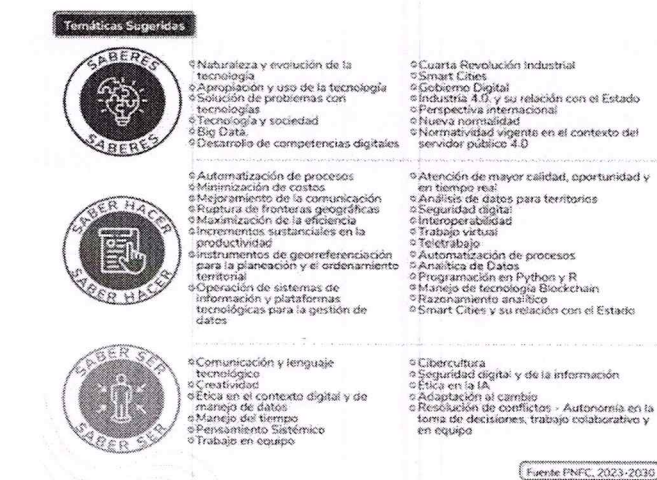 Temáticas Sugeridas
SABERES
SABERES
Naturaleza y evolución de la
tecnología
Apropiación y uso de la tecnología
Solución de problemas con
tecnologías
Tecnología y sociedad
Big Data.
Desarrollo de competencias digitales
Cuarta Revolución Industrial
Smart Cities
Gobierno Digital
Industria 4.0. y su relación con el Estado
Perspectiva internacional
Nueva normalidad
Normatividad vigente en el contexto del
servidor público 4.0
SABER HACER
SABER HACER
Automatización de procesos
Minimización de costos
Mejoramiento de la comunicación
Ruptura de fronteras geográficas
Maximización de la eficiencia
Incrementos sustanciales en la
productividad
instrumentos de georreferenciación
para la planeación y el ordenamiento
territorial
Operación de sistemas de
información y plataformas
tecnológicas para la gestión de
datos
Atención de mayor calidad, oportunidad y
en tiempo real
Análisis de datos para territorios
Seguridad digital
Interoperabilidad
Trabajo virtual
Teletrabajo
Automatización de procesos
Analítica de Datos
Programación en Python y R
Manejo de tecnología Blockchain
Razonamiento analítico
Smart Cities y su relación con el Estado
SABER SER
SABER SER
Comunicación y lenguaje
tecnológico
Creatividad
Ética en el contexto digital y de
manejo de datos
Manejo del tiempo
Pensamiento Sistémico
Trabajo en equipo
Cibercultura
Seguridad digital y de la información
Ética en la IA
Adaptación al cambio
Resolución de conflictos - Autonomía en la
toma de decisiones, trabajo colaborativo y
en equipo
Fuente PNFC, 2023-2030